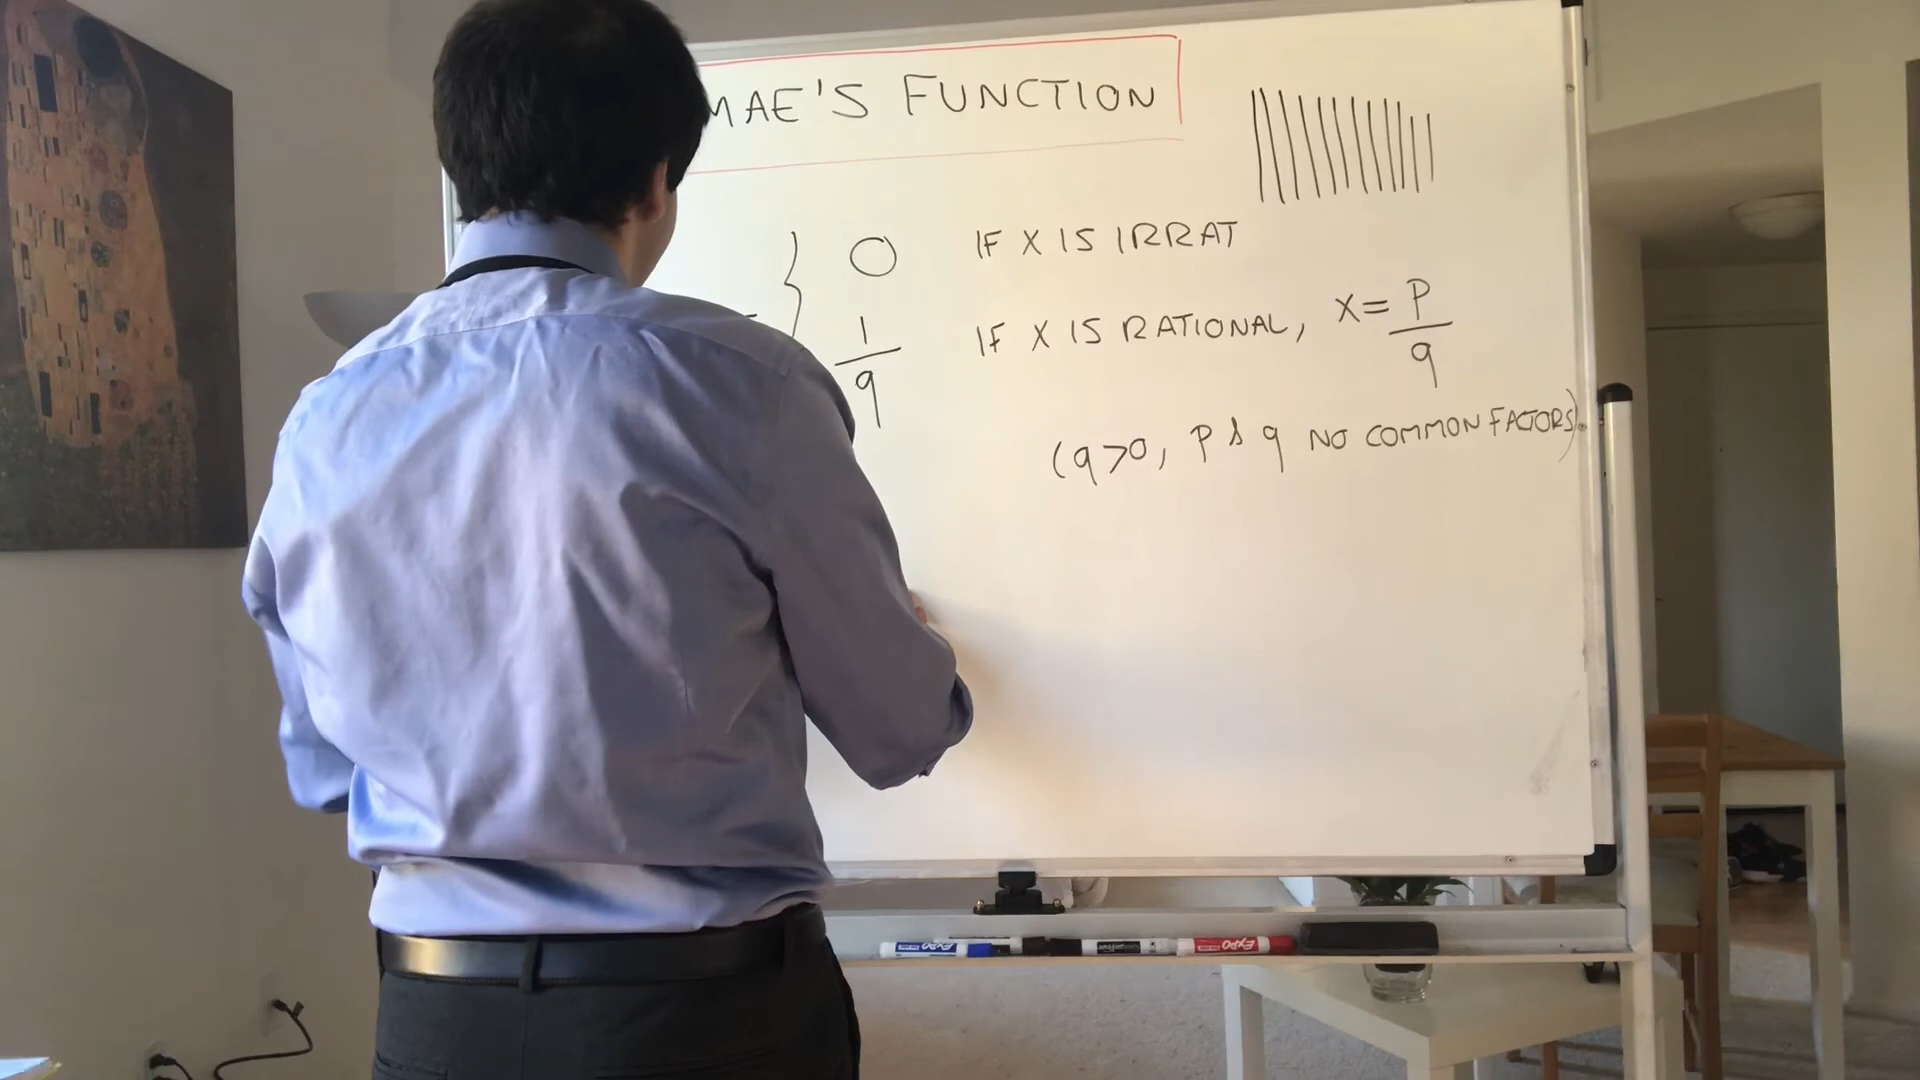 MAE'S FUNCTION
0 IF X IS IRRAT
1/q IF X IS RATIONAL, X = P/q
(q>0, P & q NO COMMON FACTORS)
EXPO
EXPO